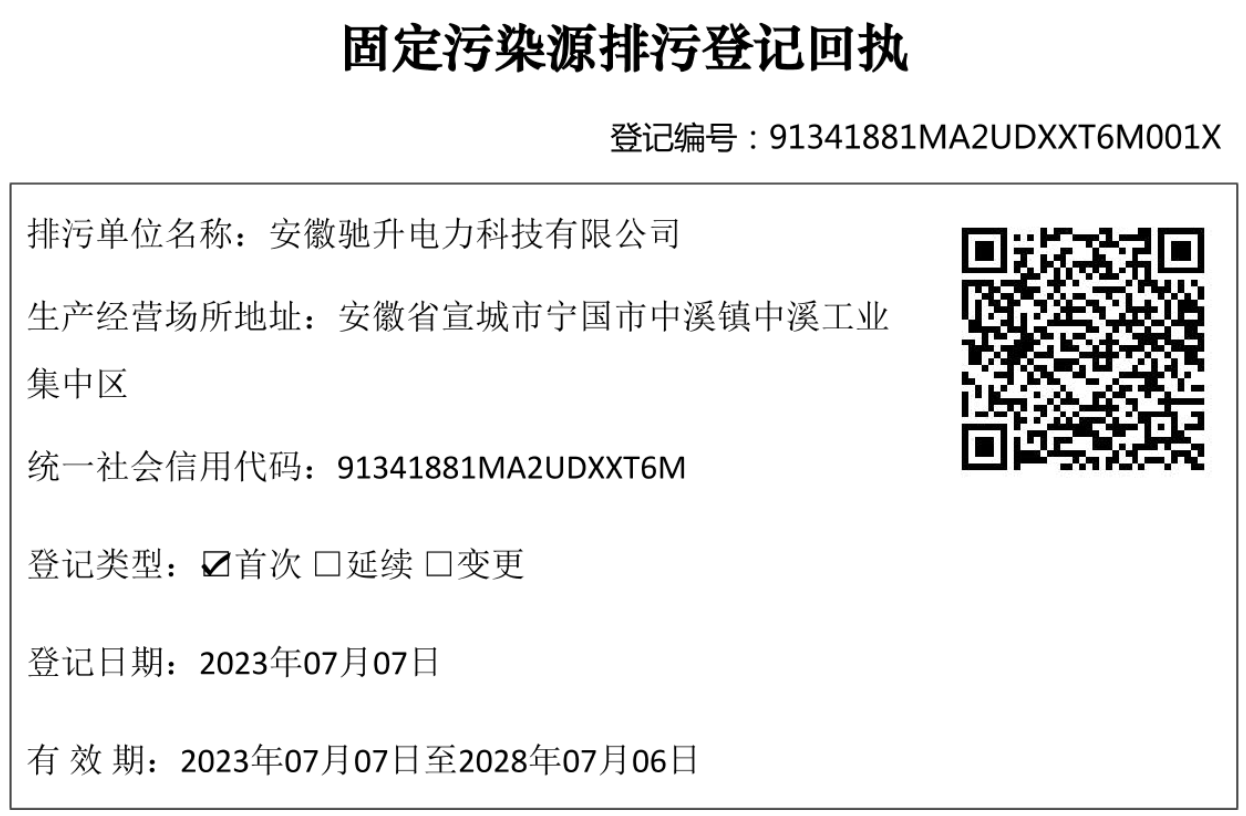 固定污染源排污登记回执
登记编号：91341881MA2UDXXT6M001X
排污单位名称：安徽驰升电力科技有限公司
生产经营场所地址：安徽省宣城市宁国市中溪镇中溪工业
集中区
统一社会信用代码：91341881MA2UDXXT6M
登记类型：☑首次 □延续 □变更
登记日期：2023年07月07日
有 效 期：2023年07月07日至2028年07月06日